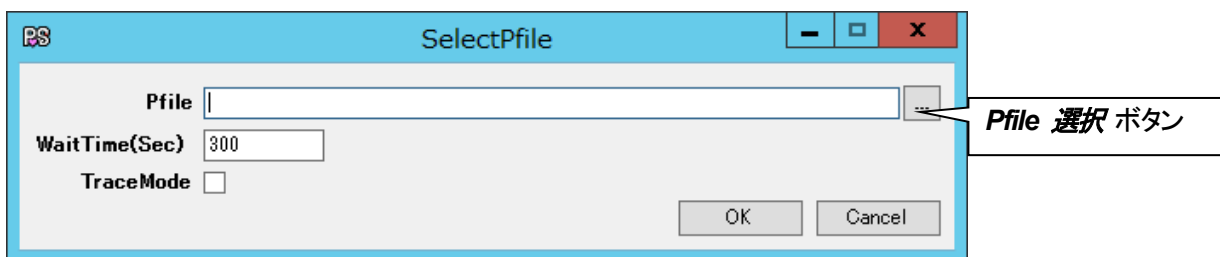 PS
SelectPfile
Pfile
...
Pfile 選択 ボタン
WaitTime(Sec) 300
TraceMode
OK Cancel